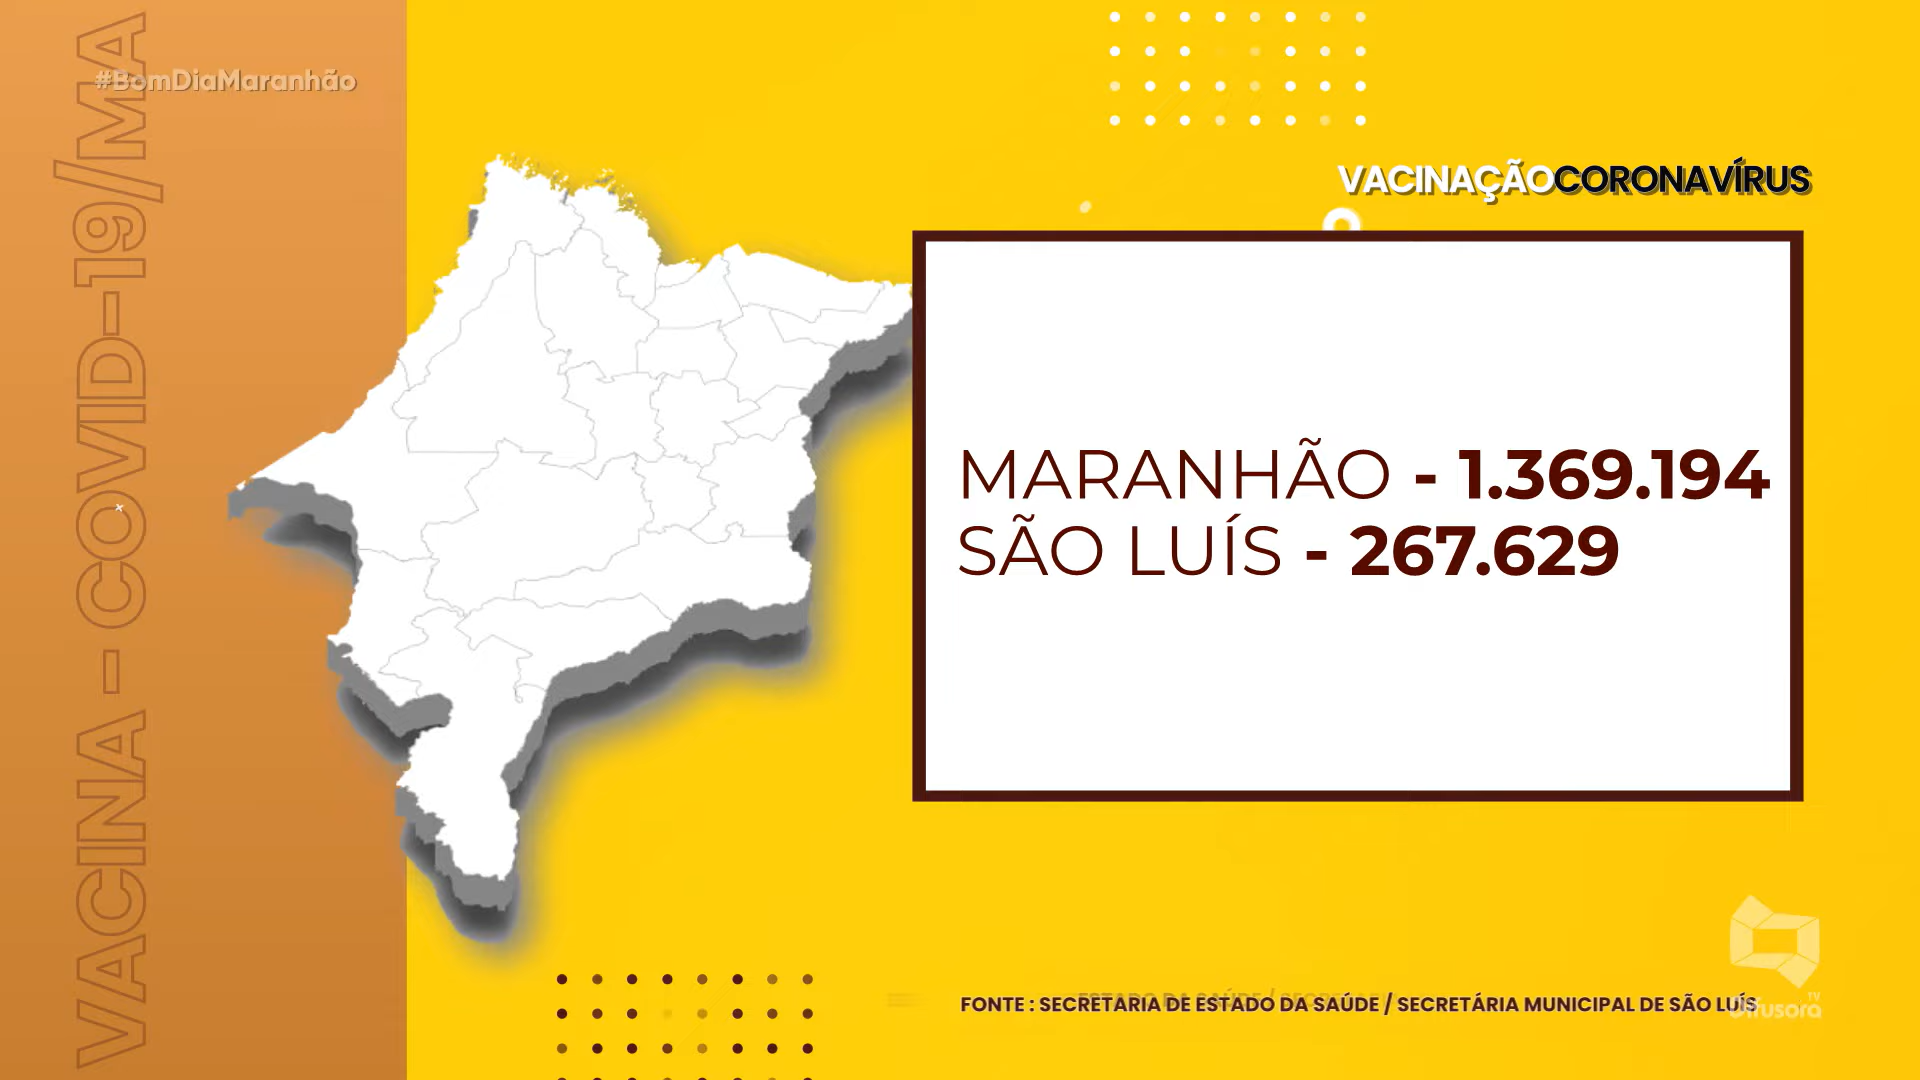 #BomDiaMaranhão
VACINA - COVID-19/MA
VACINAÇÃOCORONAVÍRUS
MARANHÃO - 1.369.194
SÃO LUÍS - 267.629
FONTE : SECRETARIA DE ESTADO DA SAÚDE / SECRETÁRIA MUNICIPAL DE SÃO LUÍS
TV
Difusora